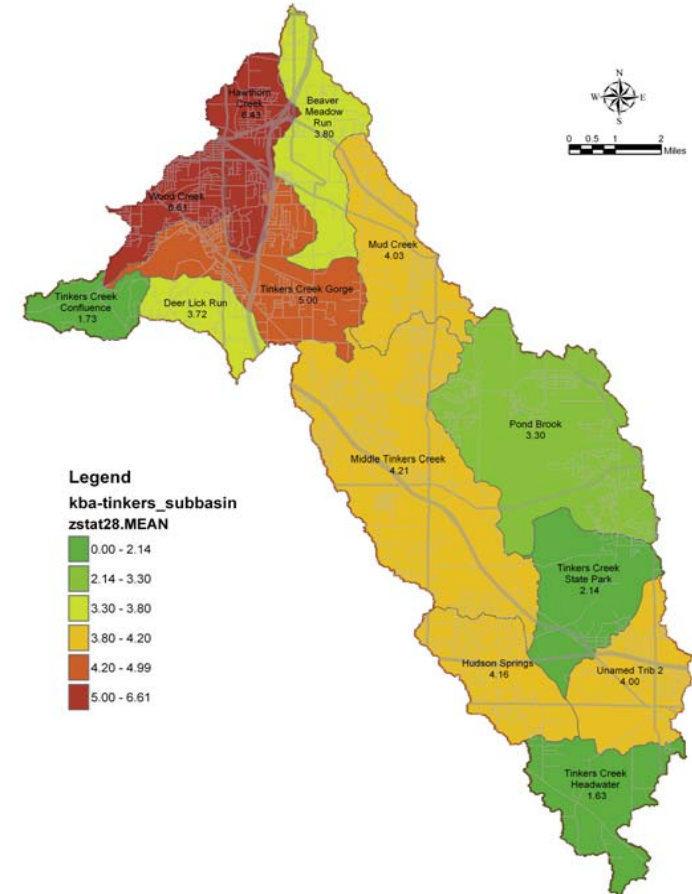 Hawthorn
Creek
6.43
Beaver
Meadow
Run
3.80
N
W
E
S
0 0.5 1 2
Miles
Wood Creek
6.61
Mud Creek
4.03
Tinkers Creek
Confluence
1.73
Deer Lick Run
3.72
Tinkers Creek Gorge
5.00
Pond Brook
3.30
Middle Tinkers Creek
4.21
Legend
kba-tinkers_subbasin
zstat28.MEAN
0.00 - 2.14
2.14 - 3.30
3.30 - 3.80
3.80 - 4.20
4.20 - 4.99
5.00 - 6.61
Tinkers Creek
State Park
2.14
Hudson Springs
4.16
Unamed Trib 2
4.00
Tinkers Creek
Headwater
1.63